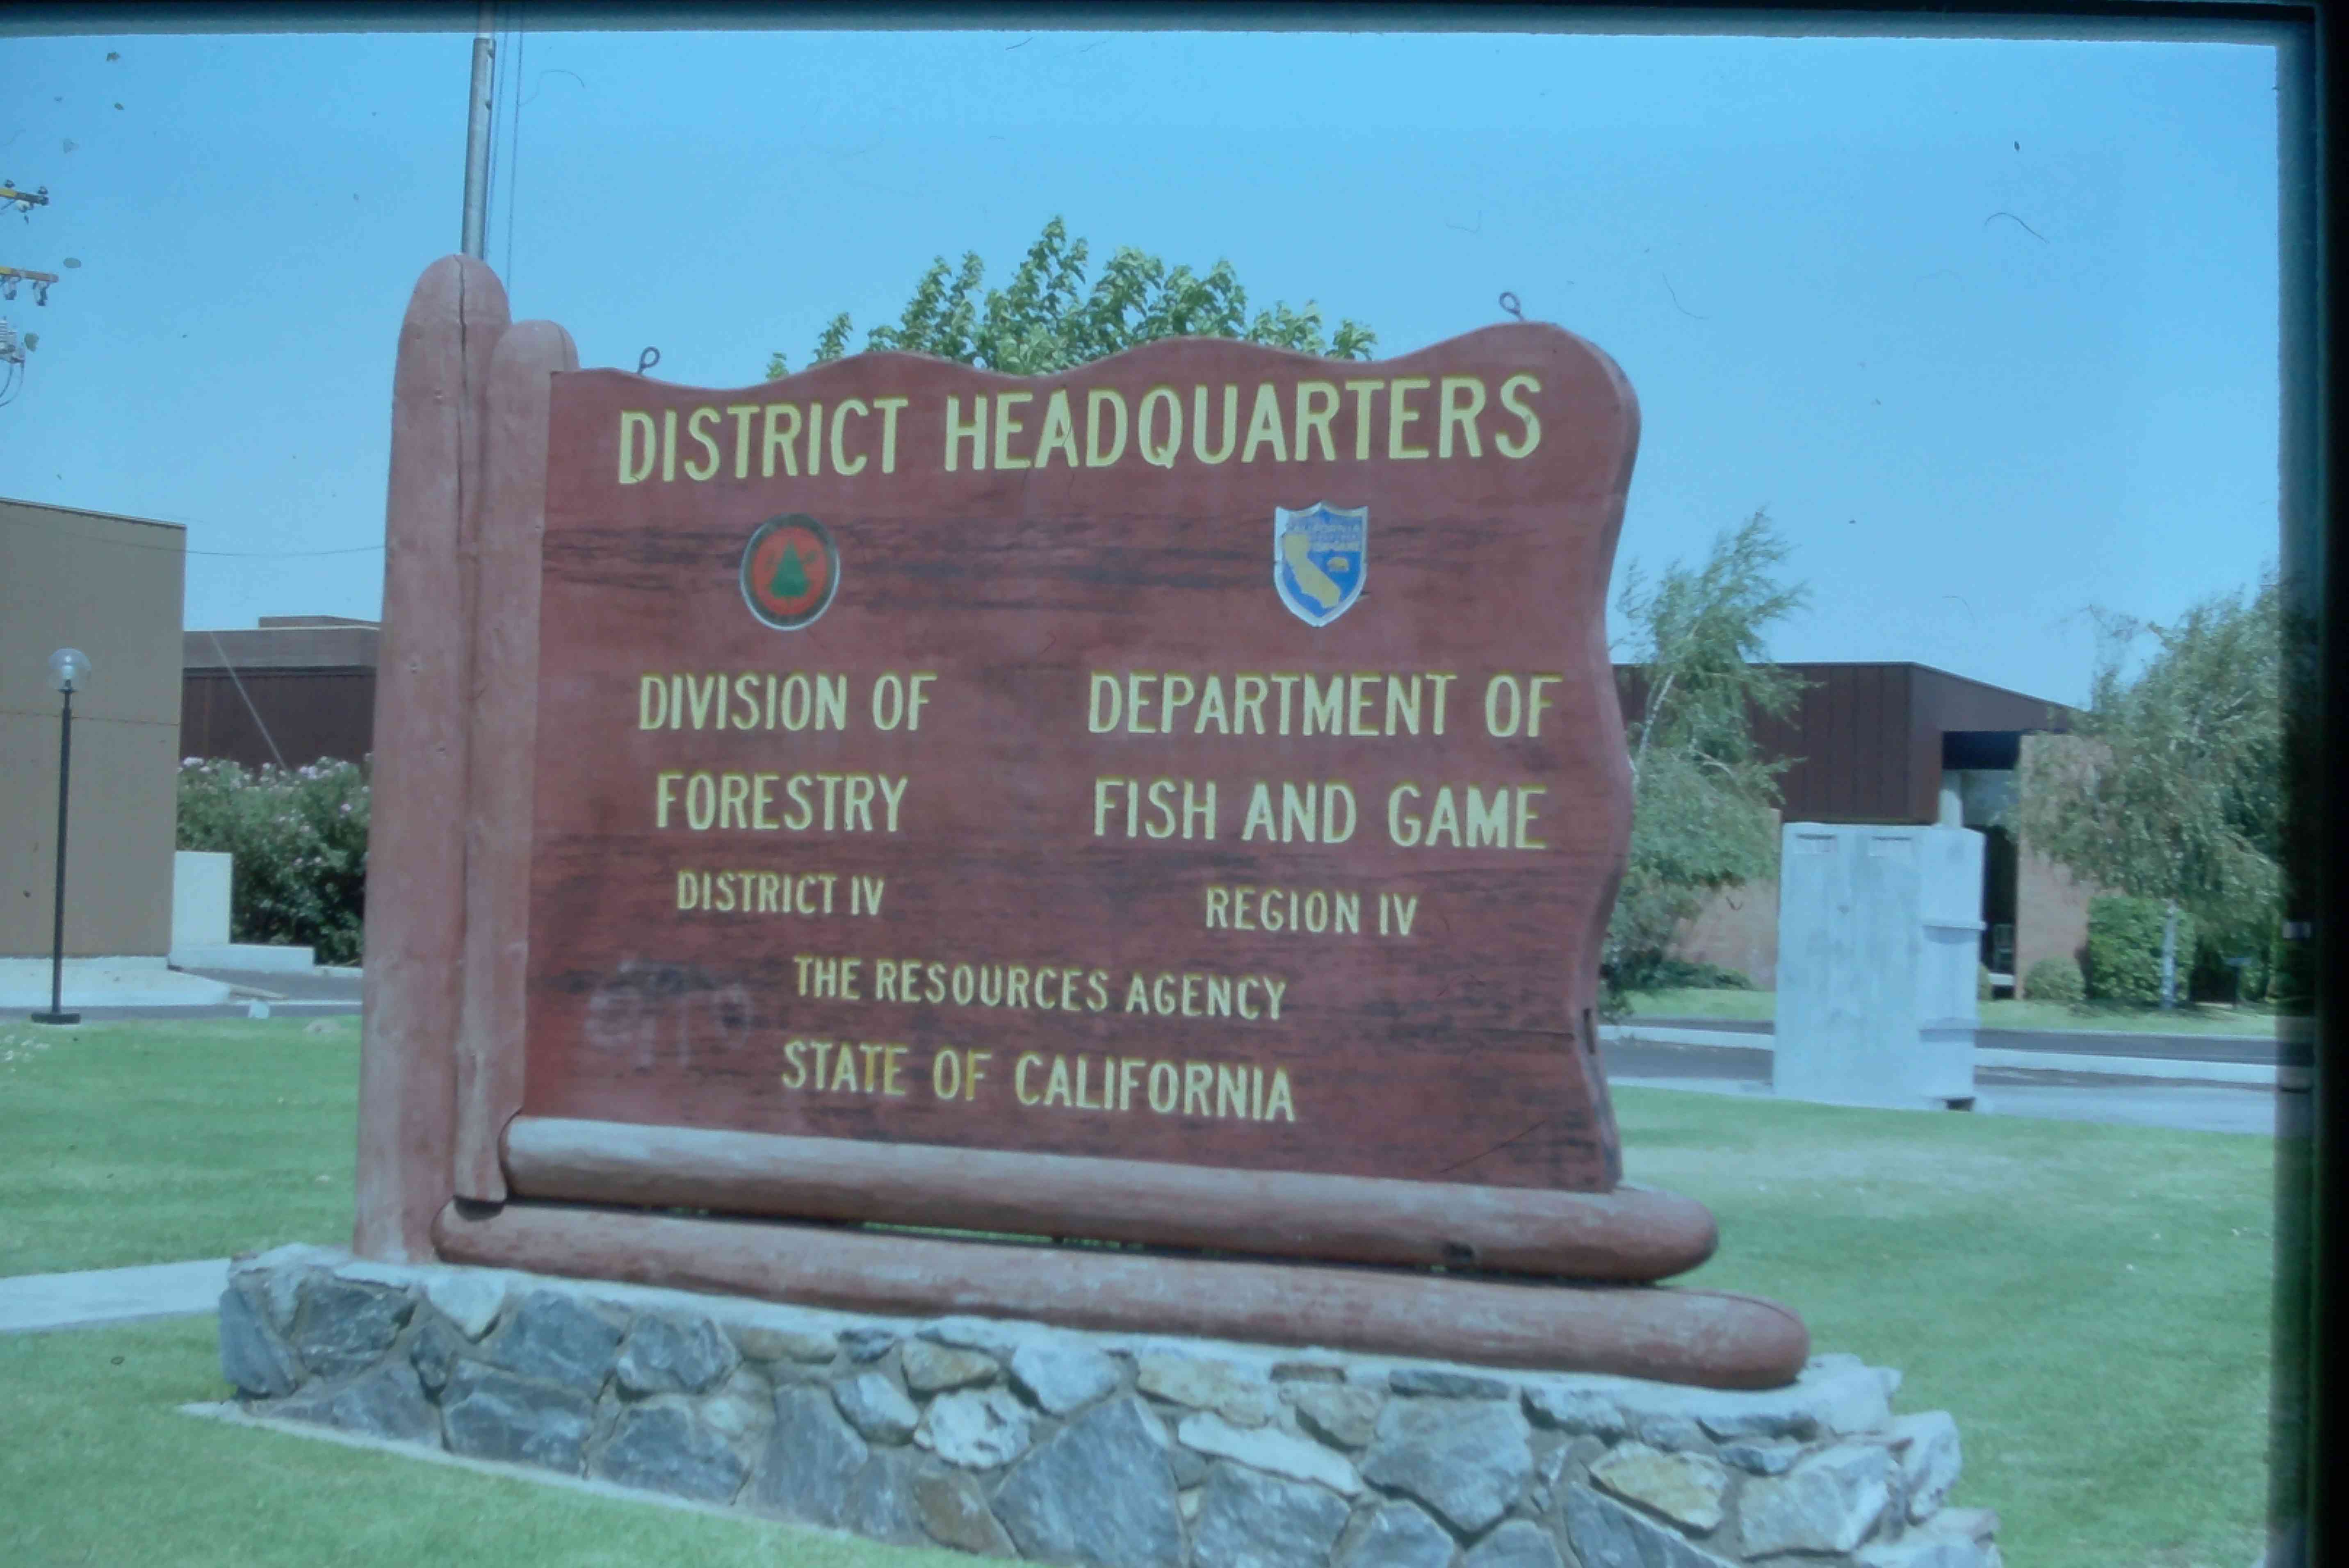 DISTRICT HEADQUARTERS
CALIFORNIA
DIVISION OF
FORESTRY
DISTRICT IV
DEPARTMENT OF
FISH AND GAME
REGION IV
THE RESOURCES AGENCY
STATE OF CALIFORNIA